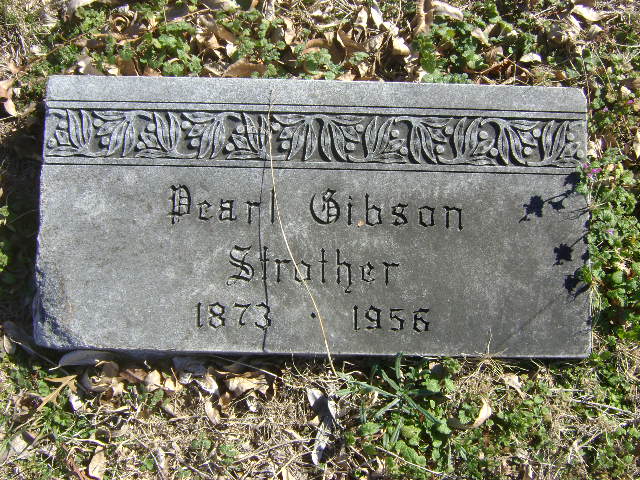 Pearl Gibson
Strother
1873 · 1956